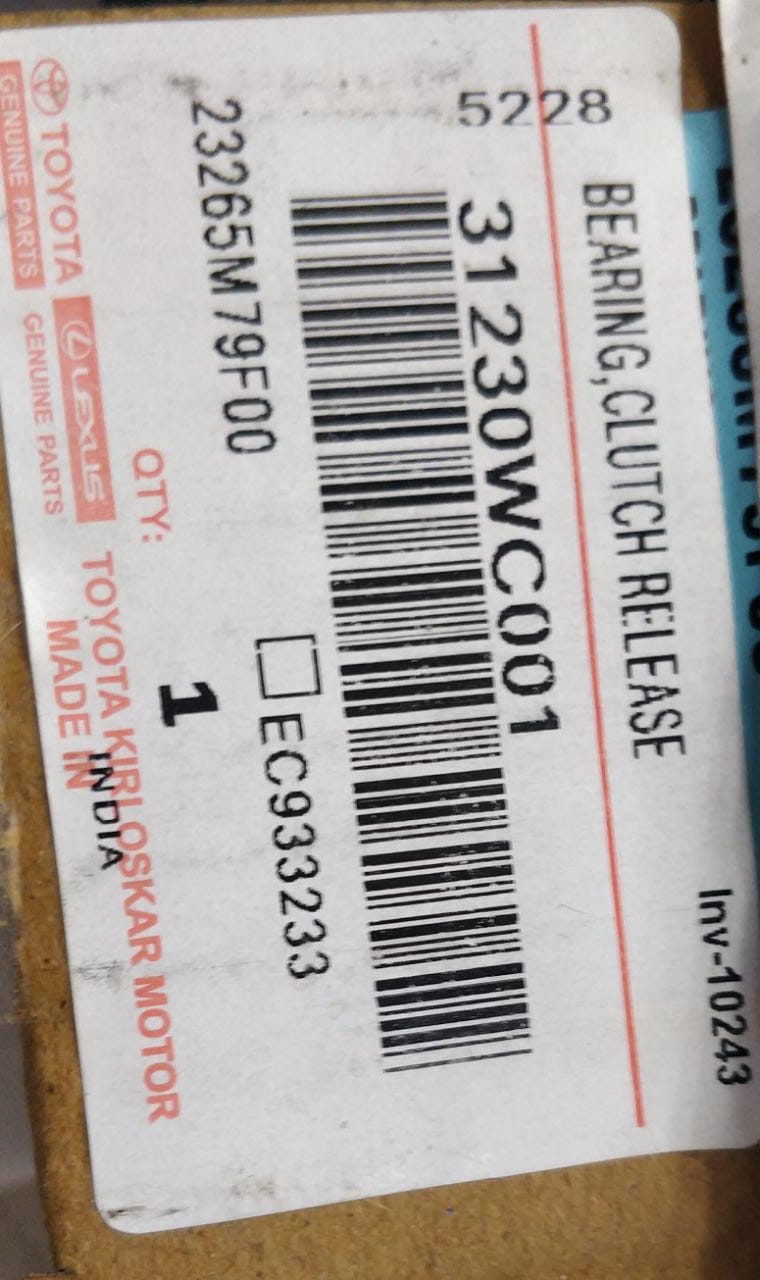 Inv-10243
BEARING,CLUTCH RELEASE
5228
31230WC001
23265M79F00
EC933233
QTY: 1
TOYOTA
GENUINE PARTS
LEXUS
GENUINE PARTS
TOYOTA KIRLOSKAR MOTOR
MADE IN
INDIA